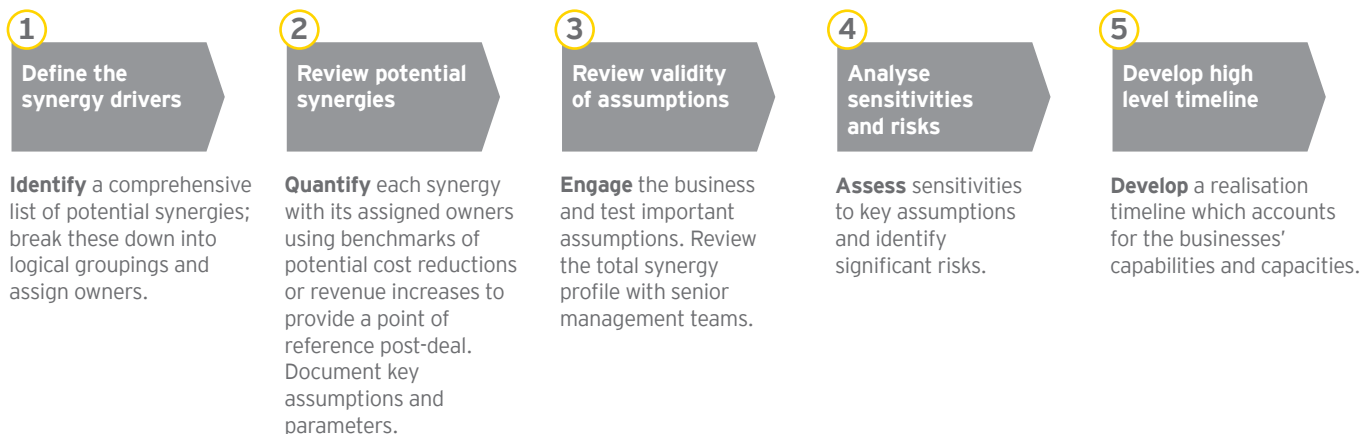 1
Define the
synergy drivers
Identify a comprehensive
list of potential synergies;
break these down into
logical groupings and
assign owners.
2
Review potential
synergies
Quantify each synergy
with its assigned owners
using benchmarks of
potential cost reductions
or revenue increases to
provide a point of
reference post-deal.
Document key
assumptions and
parameters.
3
Review validity
of assumptions
Engage the business
and test important
assumptions. Review
the total synergy
profile with senior
management teams.
4
Analyse
sensitivities
and risks
Assess sensitivities
to key assumptions
and identify
significant risks.
5
Develop high
level timeline
Develop a realisation
timeline which accounts
for the businesses’
capabilities and capacities.